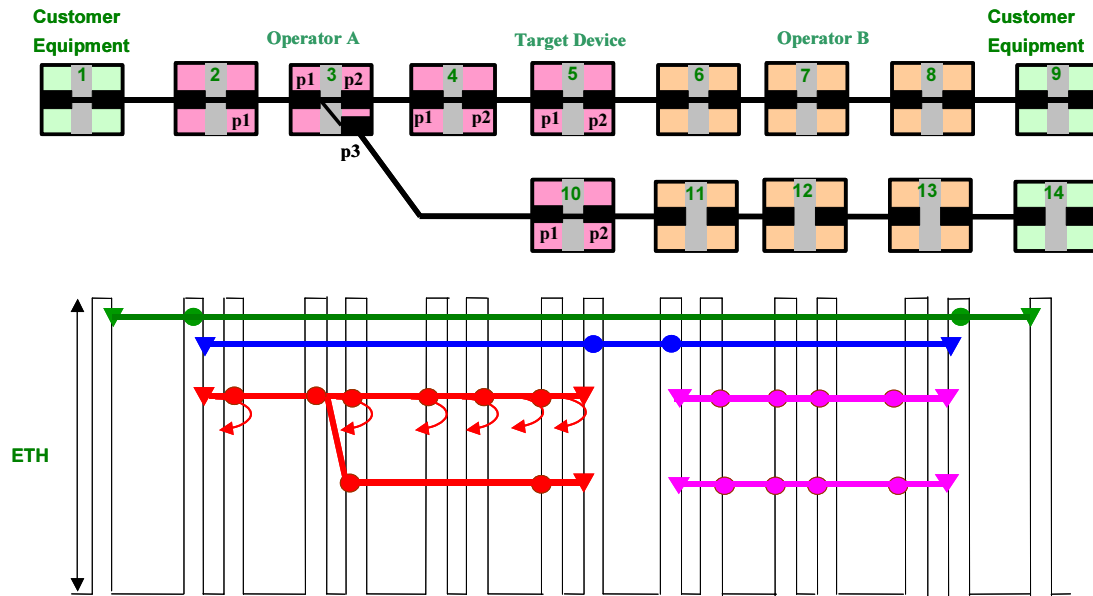 Customer
Equipment
Operator A
Target Device
Operator B
Customer
Equipment
1
2
3
4
5
6
7
8
9
p1
p2
p1
p1
p2
p1
p2
p3
10
11
12
13
14
p1
p2
ETH